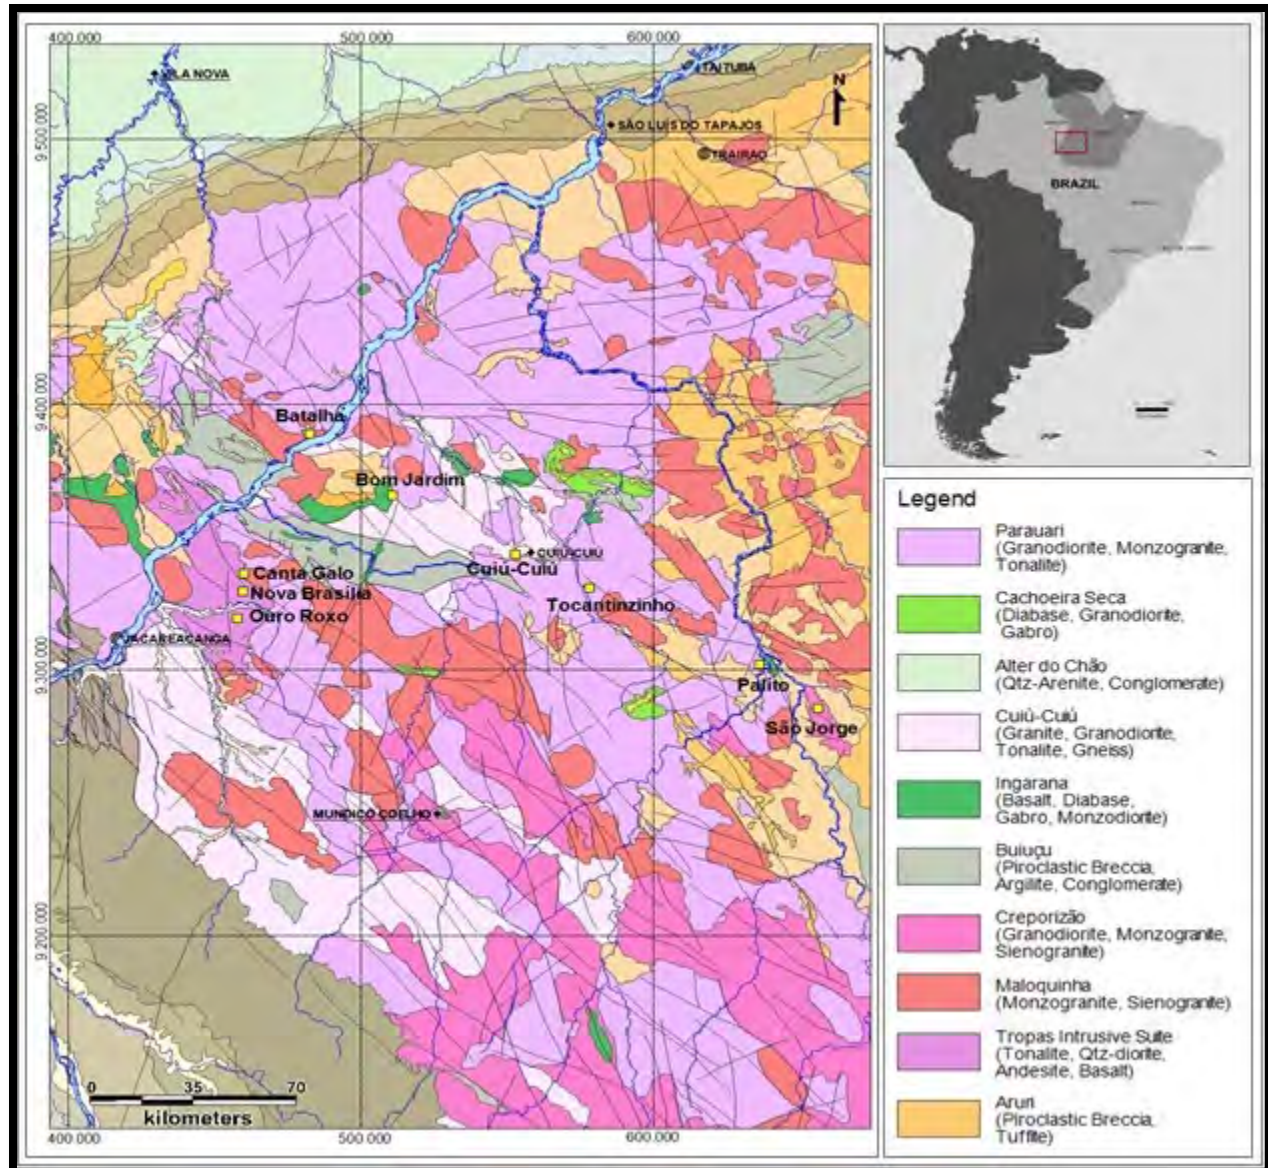 400.000 500.000 600.000
VILA NOVA
ITAITUBA
N
SÃO LUÍS DO TAPAJÓS
9.500.000
TRAIRÃO
BRAZIL
9.400.000
Batalha
Bom Jardim
CUIÚ-CUIÚ
Cuiú-Cuiú
Canta Galo
Nova Brasilia
Tocantinzinho
Ouro Roxo
JACAREACANGA
9.300.000
Palito
São Jorge
MUNDICO COELHO
9.200.000
0 35 70
kilometers
400.000 500.000 600.000
Legend
Parauari
(Granodiorite, Monzogranite,
Tonalite)
Cachoeira Seca
(Diabase, Granodiorite,
Gabro)
Alter do Chão
(Qtz-Arenite, Conglomerate)
Cuiú-Cuiú
(Granite, Granodiorite,
Tonalite, Gneiss)
Ingarana
(Basalt, Diabase,
Gabro, Monzodiorite)
Buiuçu
(Piroclastic Breccia,
Argilite, Conglomerate)
Creporizão
(Granodiorite, Monzogranite,
Sienogranite)
Maloquinha
(Monzogranite, Sienogranite)
Tropas Intrusive Suite
(Tonalite, Qtz-diorite,
Andesite, Basalt)
Aruri
(Piroclastic Breccia,
Tuffite)